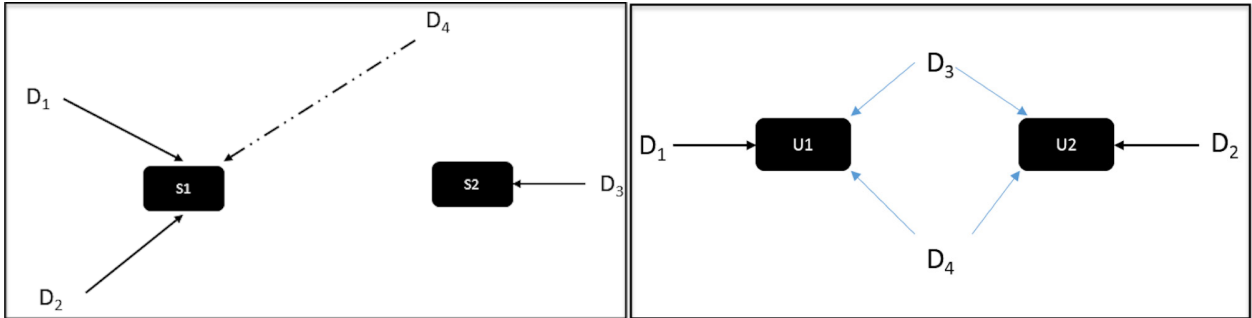 D₄
D₁
S1
S2
D₃
D₂
D₃
D₁
U1
U2
D₂
D₄